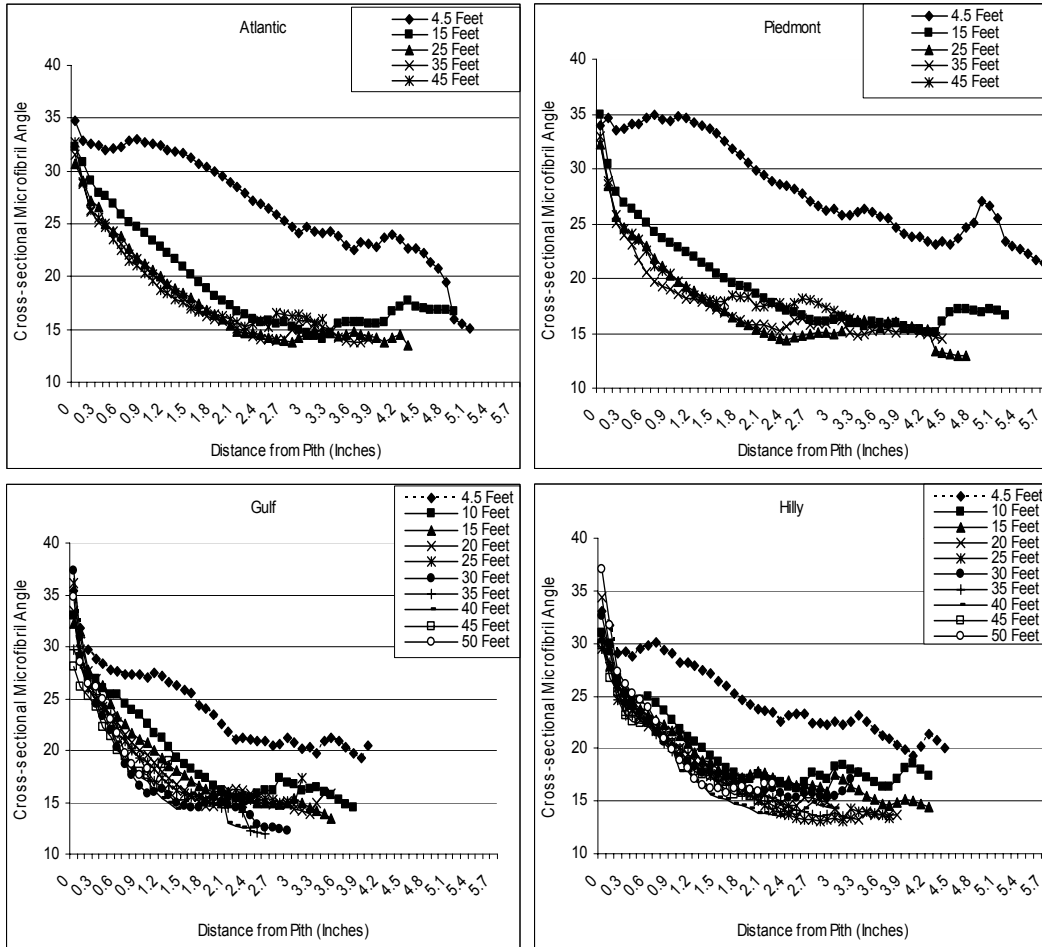 Atlantic
4.5 Feet
15 Feet
25 Feet
35 Feet
45 Feet
Cross-sectional Microfibril Angle
40
35
30
25
20
15
10
0 0.3 0.6 0.9 1.2 1.5 1.8 2.1 2.4 2.7 3 3.3 3.6 3.9 4.2 4.5 4.8 5.1 5.4 5.7
Distance from Pith (Inches)
Piedmont
4.5 Feet
15 Feet
25 Feet
35 Feet
45 Feet
Cross-sectional Microfibril Angle
40
35
30
25
20
15
10
0 0.3 0.6 0.9 1.2 1.5 1.8 2.1 2.4 2.7 3 3.3 3.6 3.9 4.2 4.5 4.8 5.1 5.4 5.7
Distance from Pith (Inches)
Gulf
4.5 Feet
10 Feet
15 Feet
20 Feet
25 Feet
30 Feet
35 Feet
40 Feet
45 Feet
50 Feet
Cross-sectional Microfibril Angle
40
35
30
25
20
15
10
0 0.3 0.6 0.9 1.2 1.5 1.8 2.1 2.4 2.7 3 3.3 3.6 3.9 4.2 4.5 4.8 5.1 5.4 5.7
Distance from Pith (Inches)
Hilly
4.5 Feet
10 Feet
15 Feet
20 Feet
25 Feet
30 Feet
35 Feet
40 Feet
45 Feet
50 Feet
Cross-sectional Microfibril Angle
40
35
30
25
20
15
10
0 0.3 0.6 0.9 1.2 1.5 1.8 2.1 2.4 2.7 3 3.3 3.6 3.9 4.2 4.5 4.8 5.1 5.4 5.7
Distance from Pith (Inches)